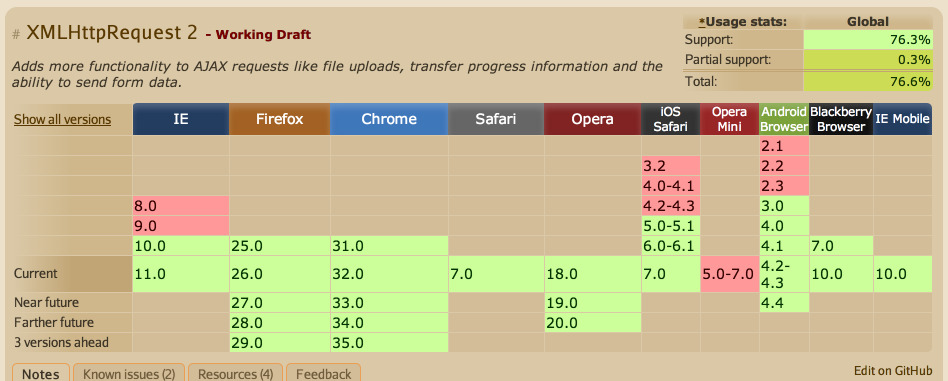 # XMLHttpRequest 2 - Working Draft
*Usage stats: Global
Support: 76.3%
Partial support: 0.3%
Total: 76.6%
Adds more functionality to AJAX requests like file uploads, transfer progress information and the
ability to send form data.
Show all versions IE Firefox Chrome Safari Opera iOS Safari Opera Mini Android Browser Blackberry Browser IE Mobile
2.1
3.2 2.2
4.0-4.1 2.3
8.0 4.2-4.3 3.0
9.0 5.0-5.1 4.0
10.0 25.0 31.0 6.0-6.1 4.1 7.0
Current 11.0 26.0 32.0 7.0 18.0 7.0 5.0-7.0 4.2-4.3 10.0 10.0
Near future 27.0 33.0 19.0 4.4
Farther future 28.0 34.0 20.0
3 versions ahead 29.0 35.0
Notes Known issues (2) Resources (4) Feedback Edit on GitHub